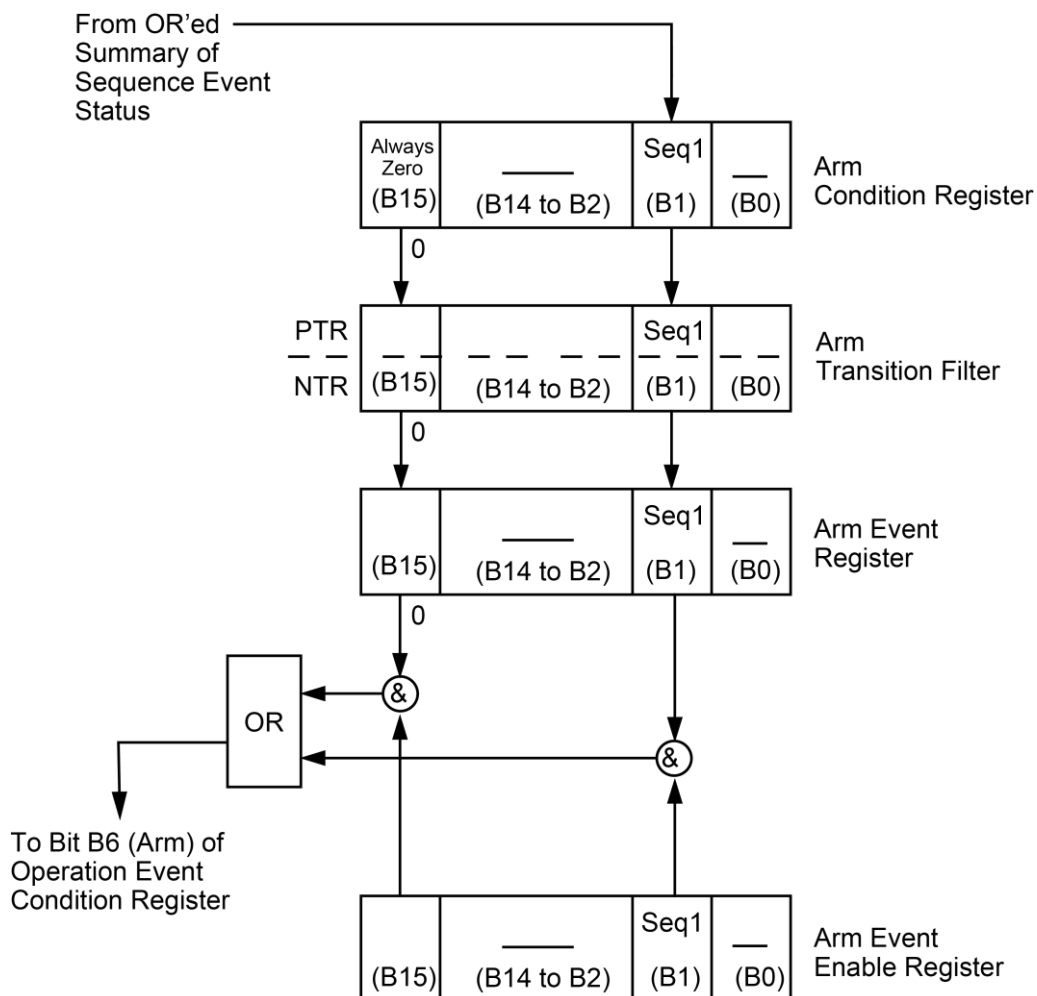 From OR'ed
Summary of
Sequence Event
Status
Always
Zero
(B15)
(B14 to B2)
Seq1
(B1)
(B0)
Arm
Condition Register
0
PTR
NTR
(B15)
(B14 to B2)
Seq1
(B1)
(B0)
Arm
Transition Filter
0
(B15)
(B14 to B2)
Seq1
(B1)
(B0)
Arm Event
Register
0
&
OR
&
To Bit B6 (Arm) of
Operation Event
Condition Register
(B15)
(B14 to B2)
Seq1
(B1)
(B0)
Arm Event
Enable Register